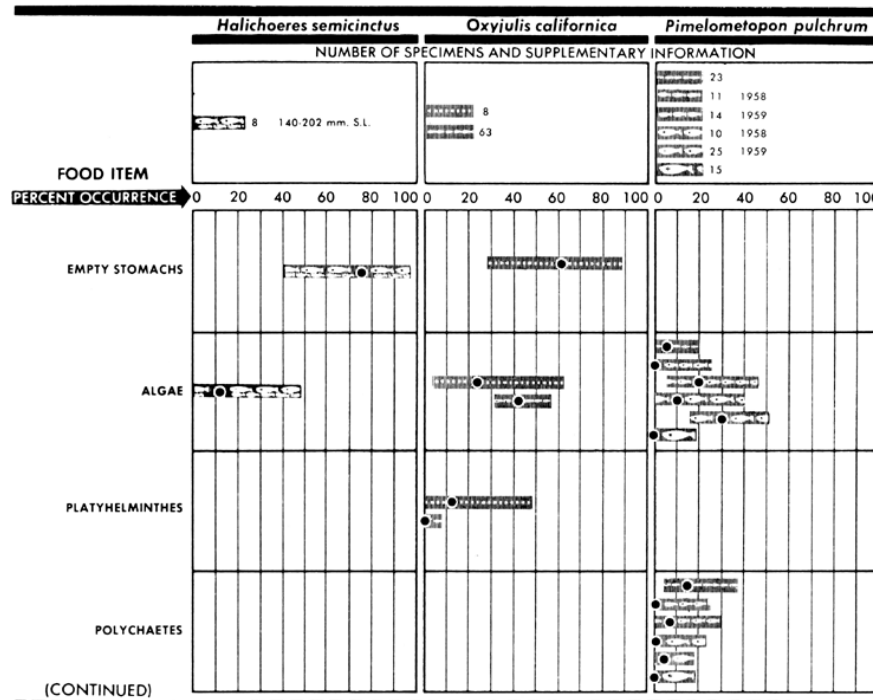 Halichoeres semicinctus Oxyjulis californica Pimelometopon pulchrum
NUMBER OF SPECIMENS AND SUPPLEMENTARY INFORMATION
8 140-202 mm. S.L.
8
63
23
11 1958
14 1959
10 1958
25 1959
15
FOOD ITEM
PERCENT OCCURRENCE
0 20 40 60 80 100 0 20 40 60 80 100 0 20 40 60 80 100
EMPTY STOMACHS
ALGAE
PLATYHELMINTHES
POLYCHAETES
(CONTINUED)